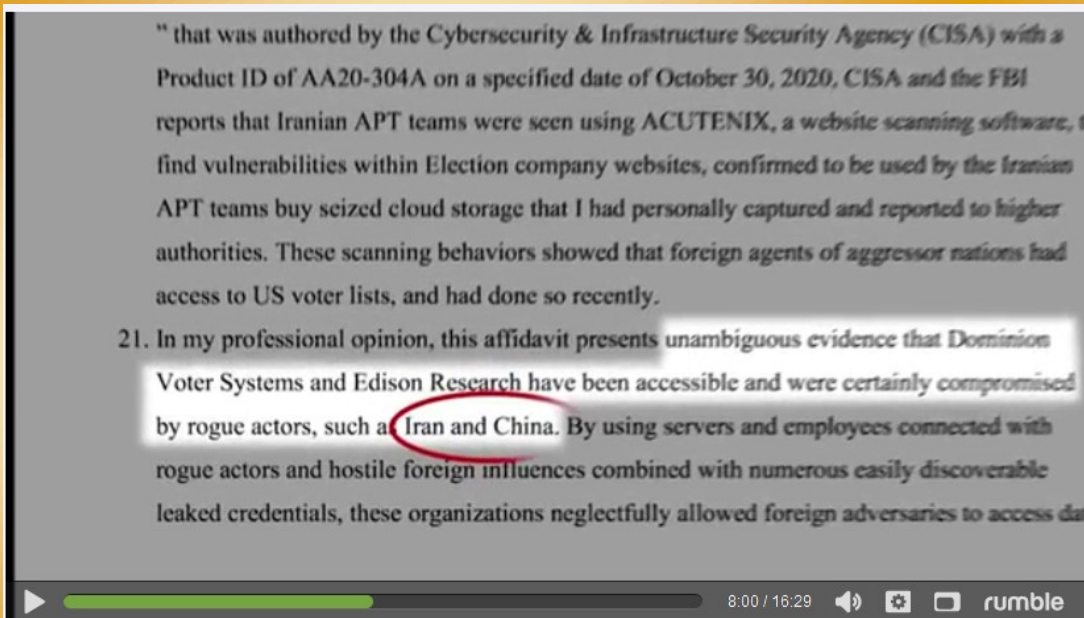 " that was authored by the Cybersecurity & Infrastructure Security Agency (CISA) with a
Product ID of AA20-304A on a specified date of October 30, 2020, CISA and the FBI
reports that Iranian APT teams were seen using ACUTENIX, a website scanning software, t
find vulnerabilities within Election company websites, confirmed to be used by the Iranian
APT teams buy seized cloud storage that I had personally captured and reported to higher
authorities. These scanning behaviors showed that foreign agents of aggressor nations had
access to US voter lists, and had done so recently.
21. In my professional opinion, this affidavit presents unambiguous evidence that Dominion
Voter Systems and Edison Research have been accessible and were certainly compromised
by rogue actors, such a Iran and China. By using servers and employees connected with
rogue actors and hostile foreign influences combined with numerous easily discoverable
leaked credentials, these organizations neglectfully allowed foreign adversaries to access da
8:00 / 16:29 rumble